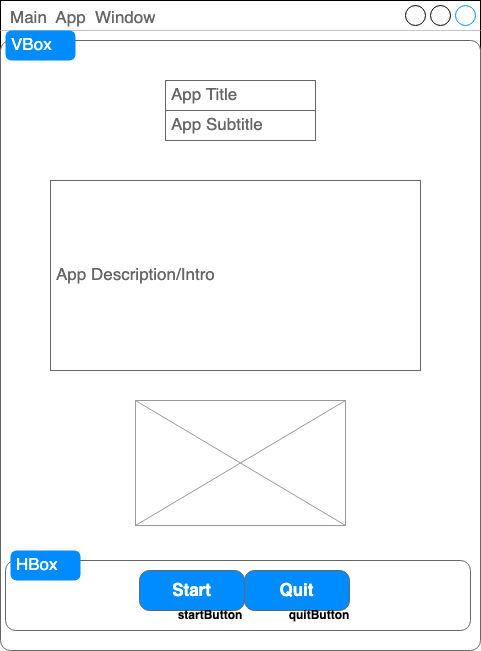 Main App Window
VBox
App Title
App Subtitle
App Description/Intro
HBox
Start
Quit
startButton
quitButton